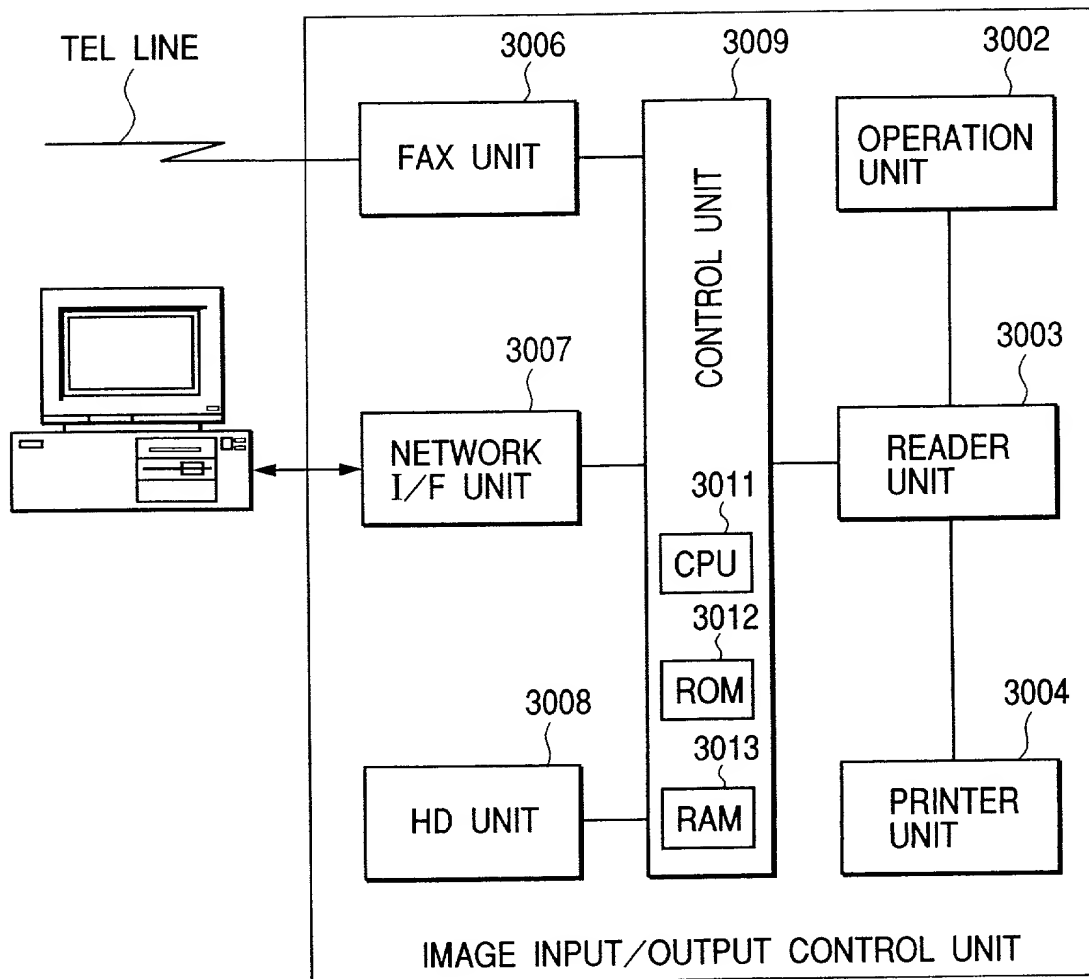 TEL LINE
3006
3009
3002
FAX UNIT
OPERATION
UNIT
CONTROL UNIT
3007
3003
NETWORK
I/F UNIT
READER
UNIT
3011
CPU
3012
ROM
3008
3004
3013
HD UNIT
RAM
PRINTER
UNIT
IMAGE INPUT/OUTPUT CONTROL UNIT